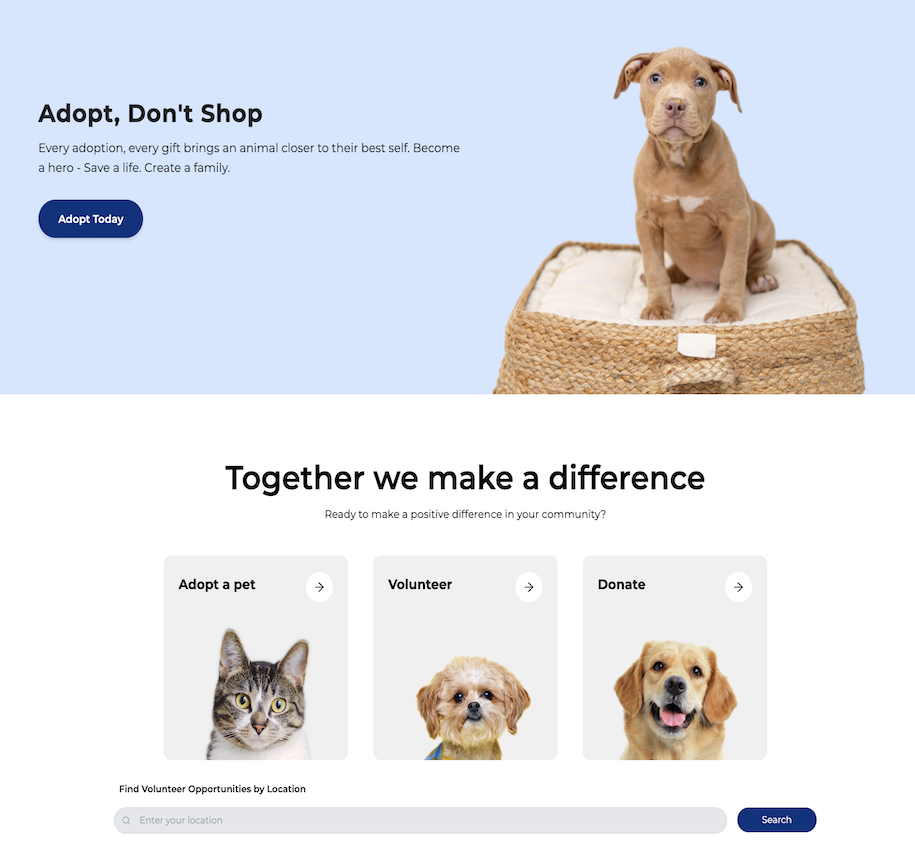 Adopt, Don't Shop
Every adoption, every gift brings an animal closer to their best self. Become
a hero - Save a life. Create a family.
Adopt Today
Together we make a difference
Ready to make a positive difference in your community?
Adopt a pet
Volunteer
Donate
Find Volunteer Opportunities by Location
Enter your location
Search